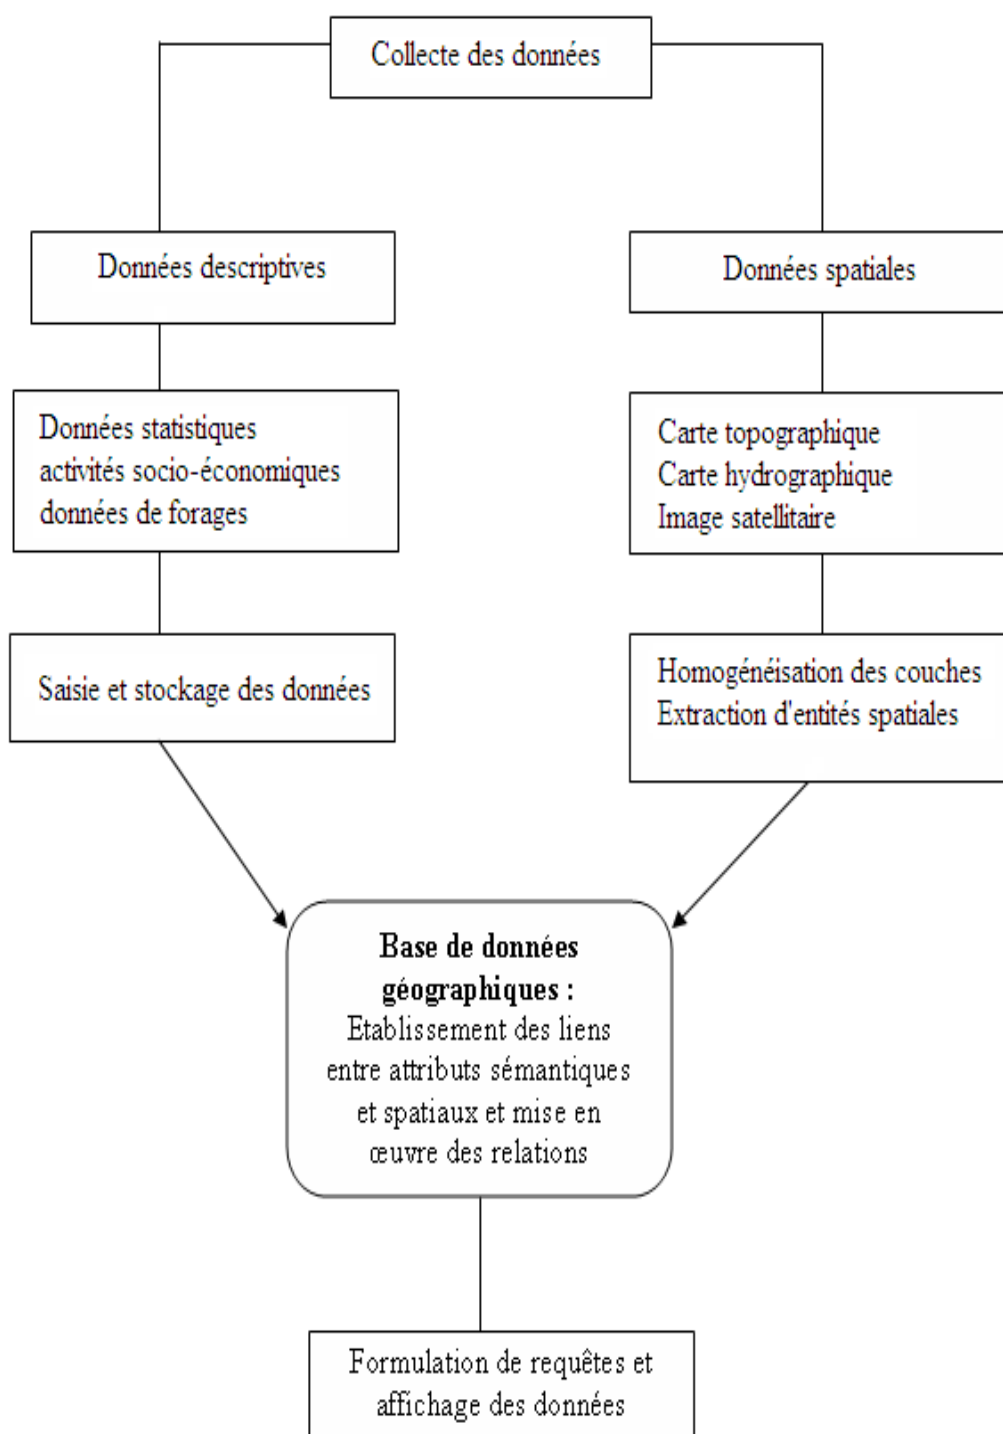 Collecte des données
Données descriptives
Données spatiales
Données statistiques
activités socio-économiques
données de forages
Carte topographique
Carte hydrographique
Image satellitaire
Saisie et stockage des données
Homogénéisation des couches
Extraction d'entités spatiales
Base de données
géographiques :
Etablissement des liens
entre attributs sémantiques
et spatiaux et mise en
œuvre des relations
Formulation de requêtes et
affichage des données